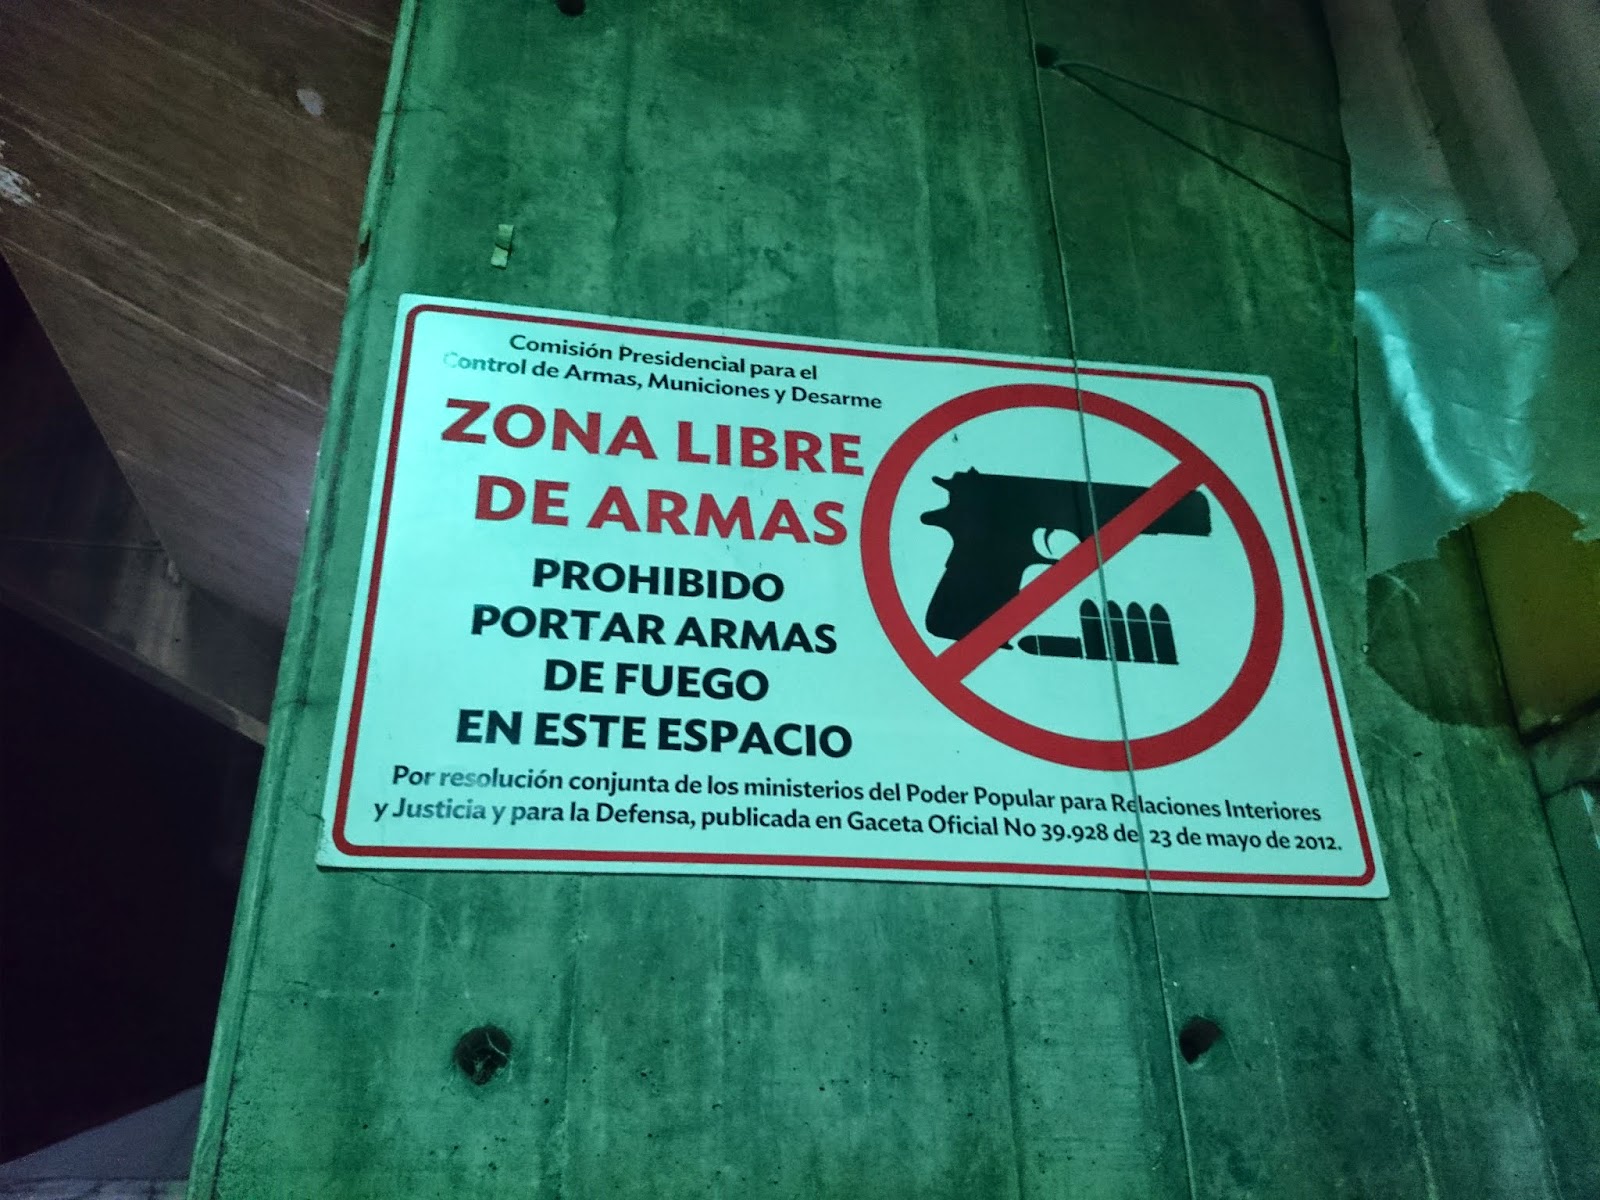 Comisión Presidencial para el
Control de Armas, Municiones y Desarme
ZONA LIBRE
DE ARMAS
PROHIBIDO
PORTAR ARMAS
DE FUEGO
EN ESTE ESPACIO
Por resolución conjunta de los ministerios del Poder Popular para Relaciones Interiores
y Justicia y para la Defensa, publicada en Gaceta Oficial No 39.928 del 23 de mayo de 2012.